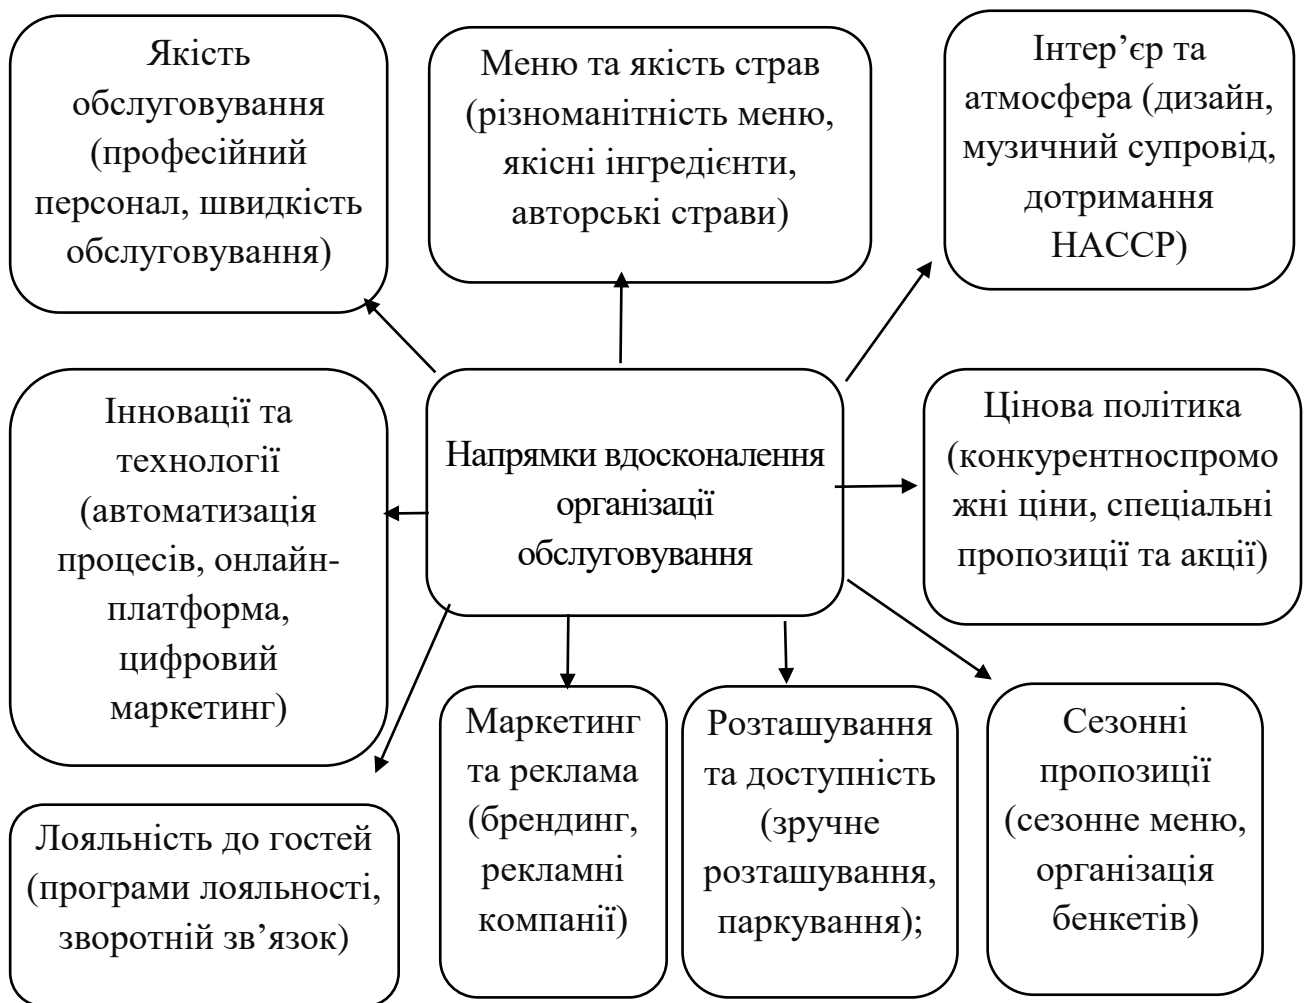 Якість
обслуговування
(професійний
персонал, швидкість
обслуговування)
Меню та якість страв
(різноманітність меню,
якісні інгредієнти,
авторські страви)
Інтер’єр та
атмосфера (дизайн,
музичний супровід,
дотримання
НАССР)
Інновації та
технології
(автоматизація
процесів, онлайн-
платформа,
цифровий
маркетинг)
Напрямки вдосконалення
організації
обслуговування
Цінова політика
(конкурентноспромо
жні ціни, спеціальні
пропозиції та акції)
Лояльність до гостей
(програми лояльності,
зворотній зв’язок)
Маркетинг
та реклама
(брендинг,
рекламні
компанії)
Розташування
та доступність
(зручне
розташування,
паркування);
Сезонні
пропозиції
(сезонне меню,
організація
бенкетів)